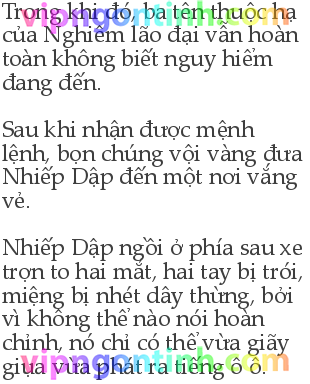 Trong khi đó, ba tên thuộc hạ
của Nghiêm lão đại vẫn hoàn
toàn không biết nguy hiểm
đang đến.
Sau khi nhận được mệnh
lệnh, bọn chúng vội vàng đưa
Nhiếp Dập đến một nơi vắng
vẻ.
Nhiếp Dập ngồi ở phía sau xe
trợn to hai mắt, hai tay bị trói,
miệng bị nhét dây thừng, bởi
vì không thể nào nói hoàn
chỉnh, nó chỉ có thể vừa giãy
giụa vừa phát ra tiếng ô ô.
vipngontinh.com
vipngontinh.com